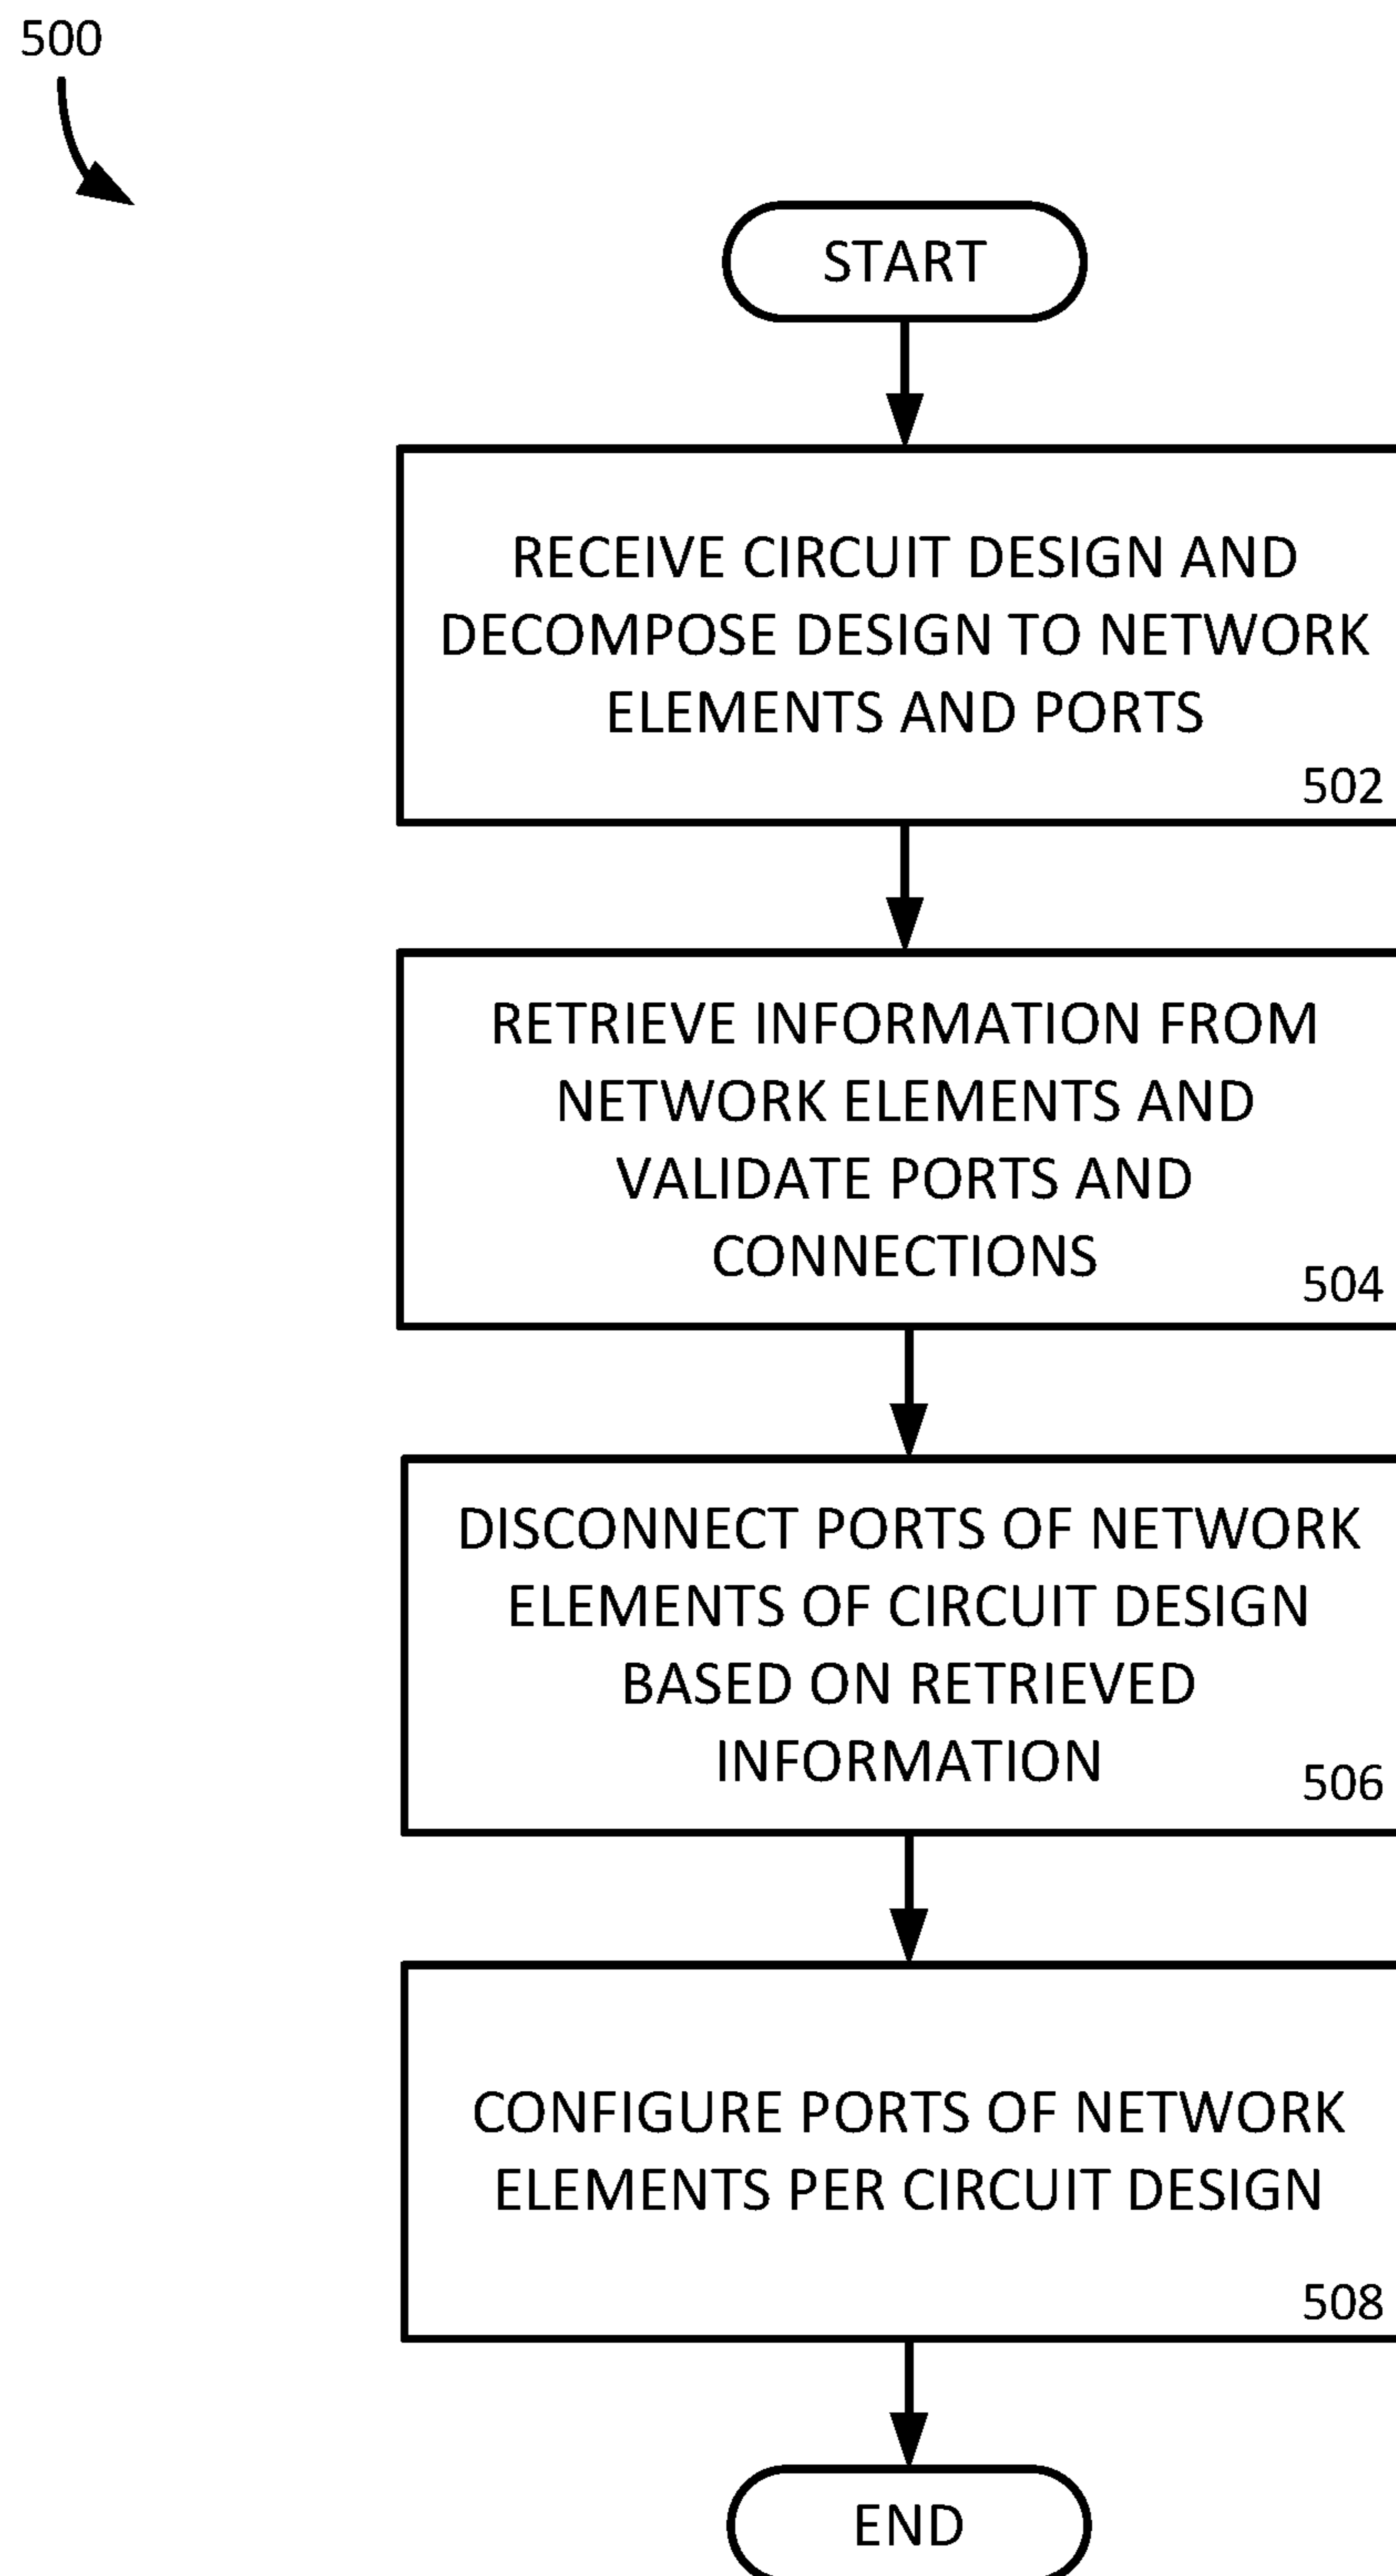 500
START
RECEIVE CIRCUIT DESIGN AND
DECOMPOSE DESIGN TO NETWORK
ELEMENTS AND PORTS
502
RETRIEVE INFORMATION FROM
NETWORK ELEMENTS AND
VALIDATE PORTS AND
CONNECTIONS
504
DISCONNECT PORTS OF NETWORK
ELEMENTS OF CIRCUIT DESIGN
BASED ON RETRIEVED
INFORMATION
506
CONFIGURE PORTS OF NETWORK
ELEMENTS PER CIRCUIT DESIGN
508
END